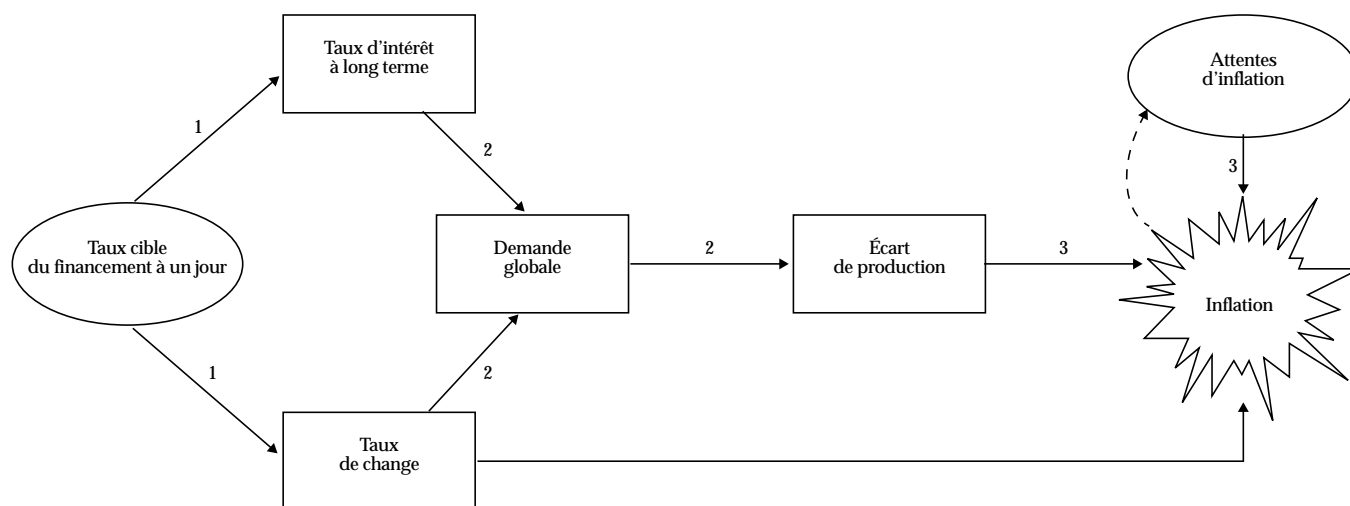 Taux d'intérêt
à long terme
Attentes
d'inflation
1
2
3
Taux cible
du financement à un jour
Demande
globale
2
Écart
de production
3
Inflation
1
2
Taux
de change